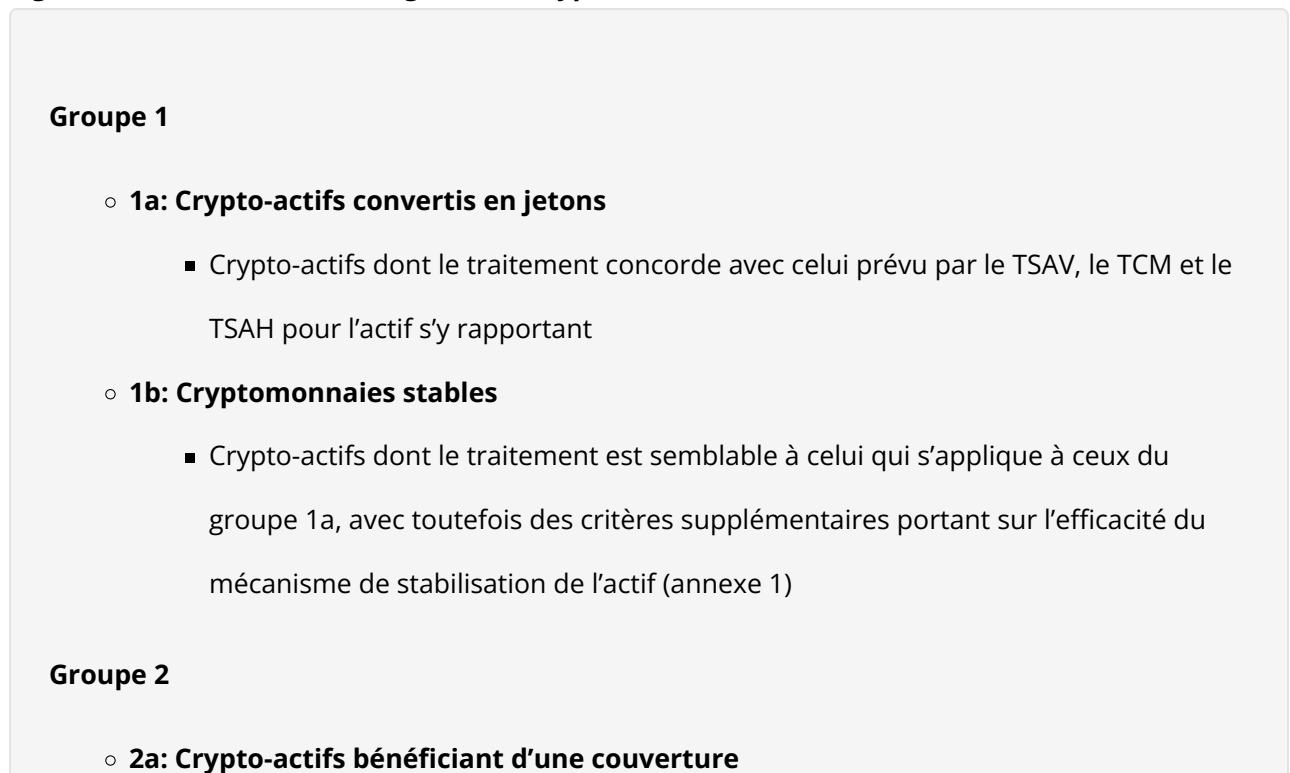 Groupe 1
1a: Crypto-actifs convertis en jetons
Crypto-actifs dont le traitement concorde avec celui prévu par le TSAV, le TCM et le
TSAH pour l’actif s’y rapportant
1b: Cryptomonnaies stables
Crypto-actifs dont le traitement est semblable à celui qui s’applique à ceux du
groupe 1a, avec toutefois des critères supplémentaires portant sur l’efficacité du
mécanisme de stabilisation de l’actif (annexe 1)
Groupe 2
2a: Crypto-actifs bénéficiant d’une couverture